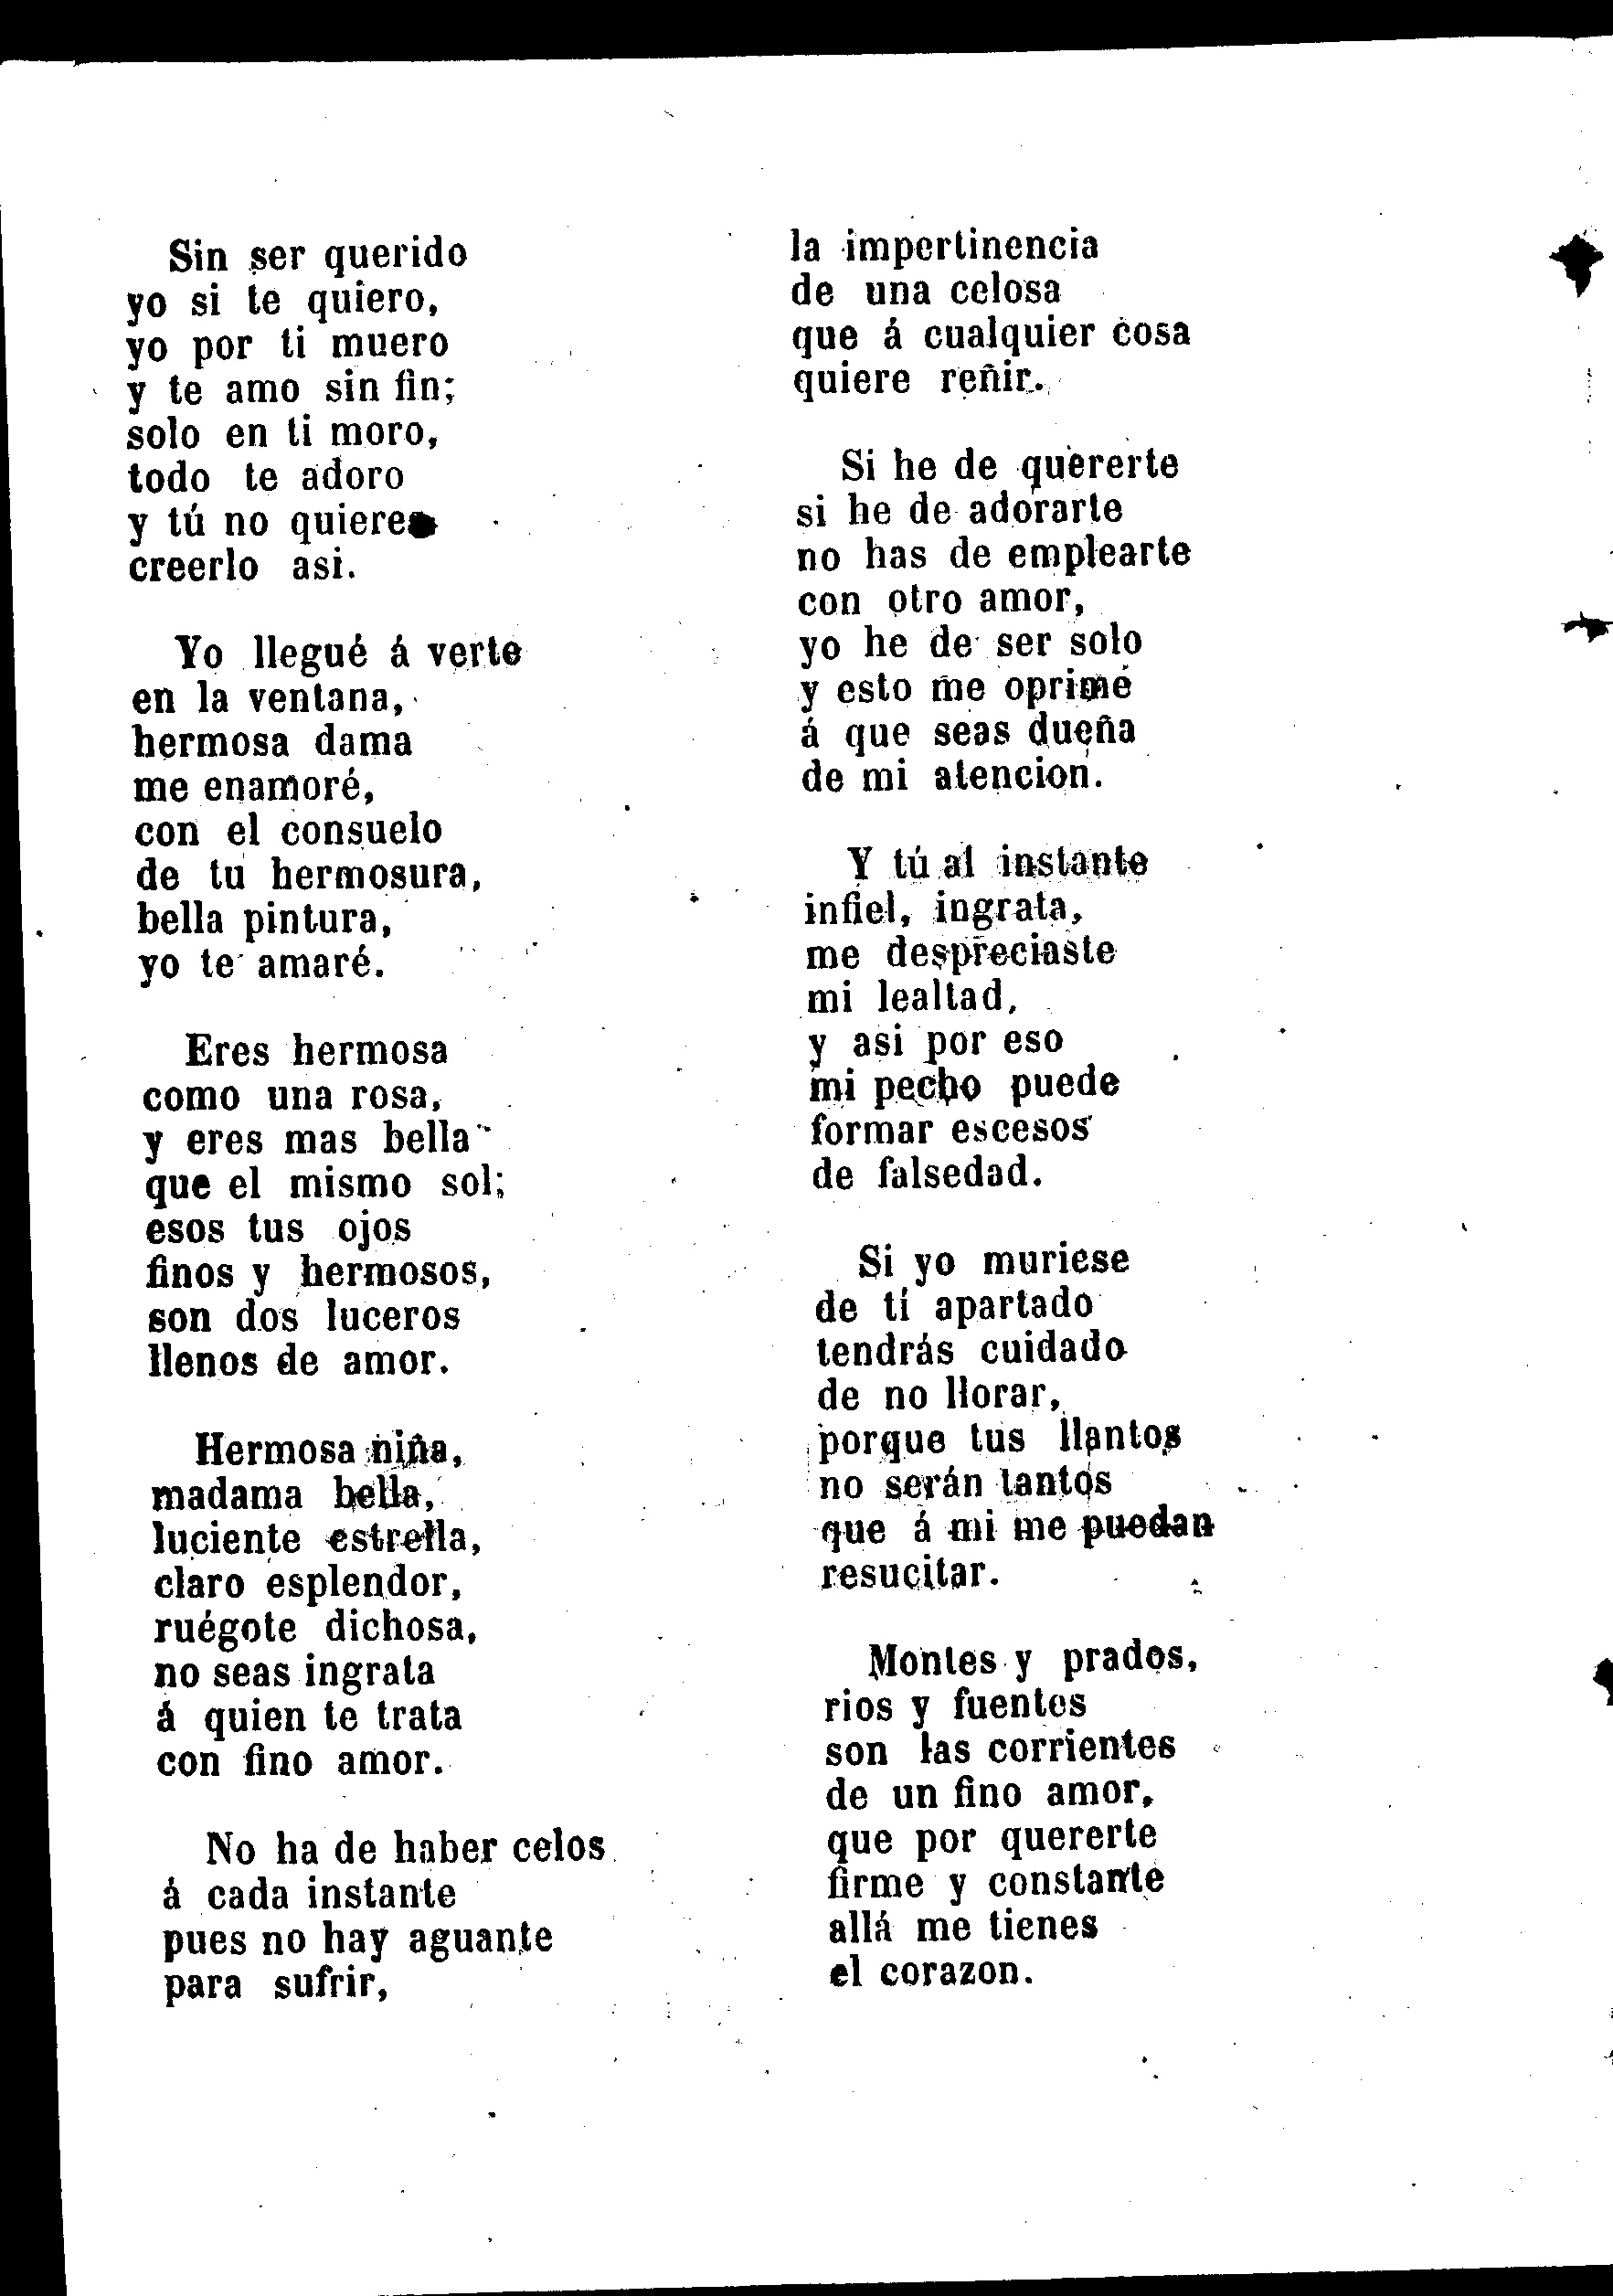 Sin ser querido
yo si te quiero,
yo por ti muero
y te amo sin fin;
solo en ti moro,
todo te adoro
y tú no quieres
creerlo asi.
Yo llegué á verte
en la ventana,
hermosa dama
me enamoré,
con el consuelo
de tu hermosura,
bella pintura,
yo te amaré.
Eres hermosa
como una rosa,
y eres mas bella
que el mismo sol;
esos tus ojos
finos y hermosos,
son dos luceros
llenos de amor.
Hermosa niña,
madama bella,
luciente estrella,
claro esplendor,
ruégote dichosa,
no seas ingrata
á quien te trata
con fino amor.
No ha de haber celos
á cada instante
pues no hay aguante
para sufrir,
la impertinencia
de una celosa
que á cualquier cosa
quiere reñir.
Si he de quererte
si he de adorarte
no has de emplearte
con otro amor,
yo he de ser solo
y esto me oprime
á que seas dueña
de mi atencion.
Y tú al instante
infiel, ingrata,
me despreciaste
mi lealtad,
y asi por eso
mi pecho puede
formar escesos
de falsedad.
Si yo muriese
de tí apartado
tendrás cuidado
de no llorar,
porque tus llantos
no serán tantos
que á mi me puedan
resucitar.
Montes y prados,
rios y fuentes
son las corrientes
de un fino amor,
que por quererte
firme y constante
allá me tienes
el corazon.